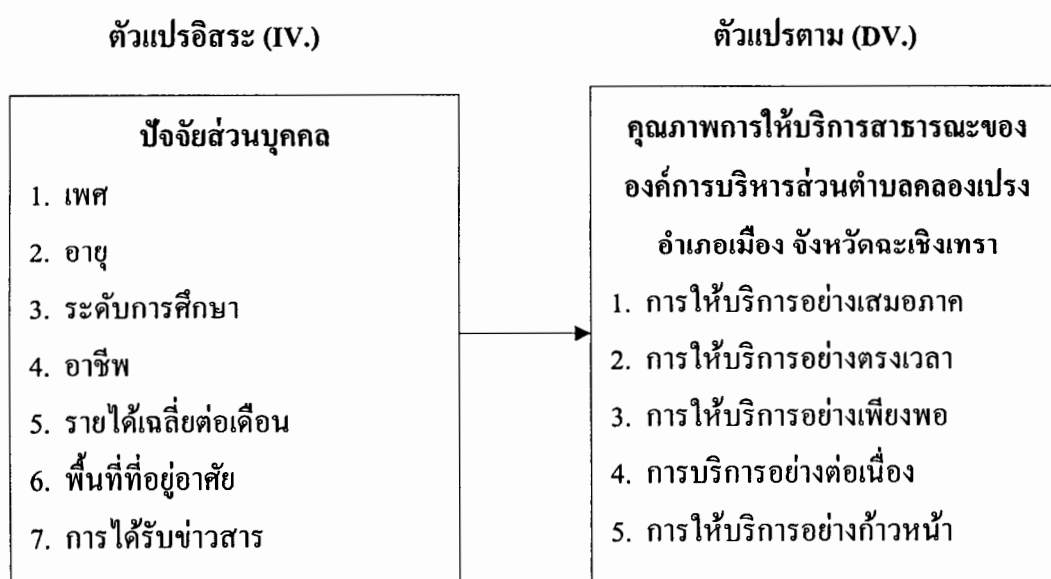 ตัวแปรอิสระ (IV.)
ปัจจัยส่วนบุคคล
1. เพศ
2. อายุ
3. ระดับการศึกษา
4. อาชีพ
5. รายได้เฉลี่ยต่อเดือน
6. พื้นที่ที่อยู่อาศัย
7. การได้รับข่าวสาร
ตัวแปรตาม (DV.)
คุณภาพการให้บริการสาธารณะของ
องค์การบริหารส่วนตำบลคลองเปรง
อำเภอเมือง จังหวัดฉะเชิงเทรา
1. การให้บริการอย่างเสมอภาค
2. การให้บริการอย่างตรงเวลา
3. การให้บริการอย่างเพียงพอ
4. การบริการอย่างต่อเนื่อง
5. การให้บริการอย่างก้าวหน้า